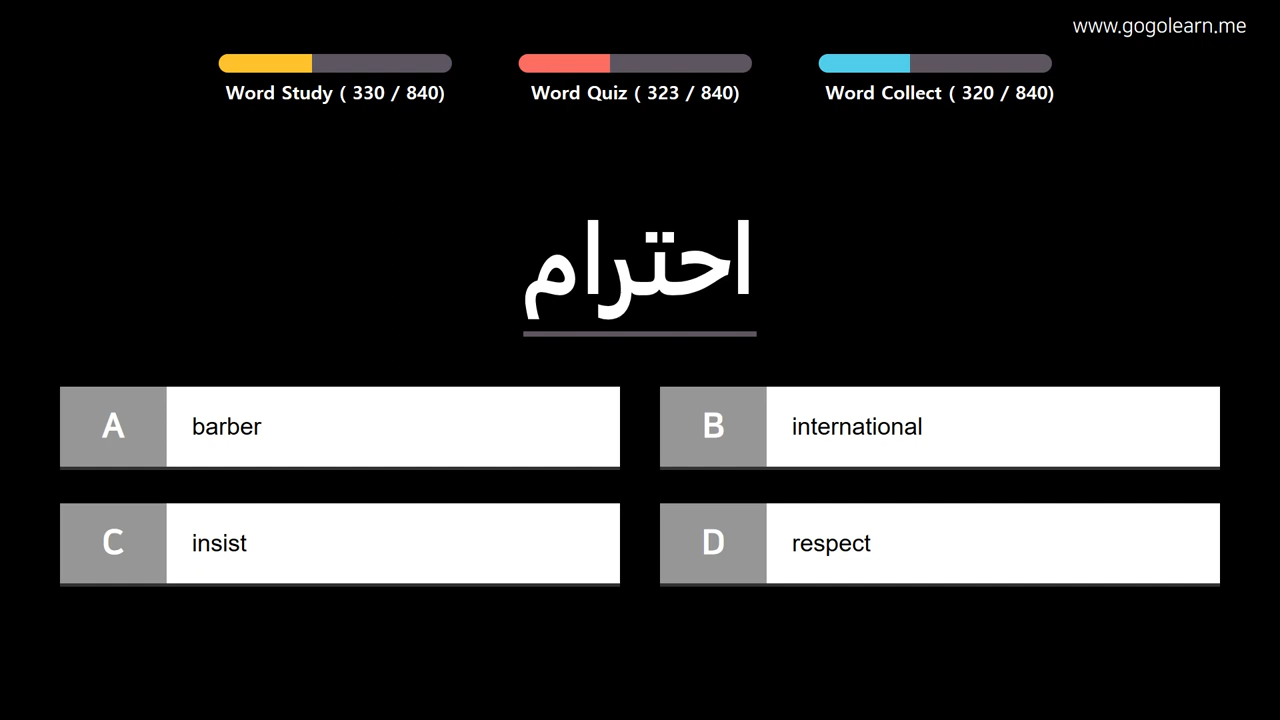 www.gogolearn.me
Word Study ( 330 / 840)
Word Quiz ( 323 / 840)
Word Collect ( 320 / 840)
احترام
A barber
B international
C insist
D respect